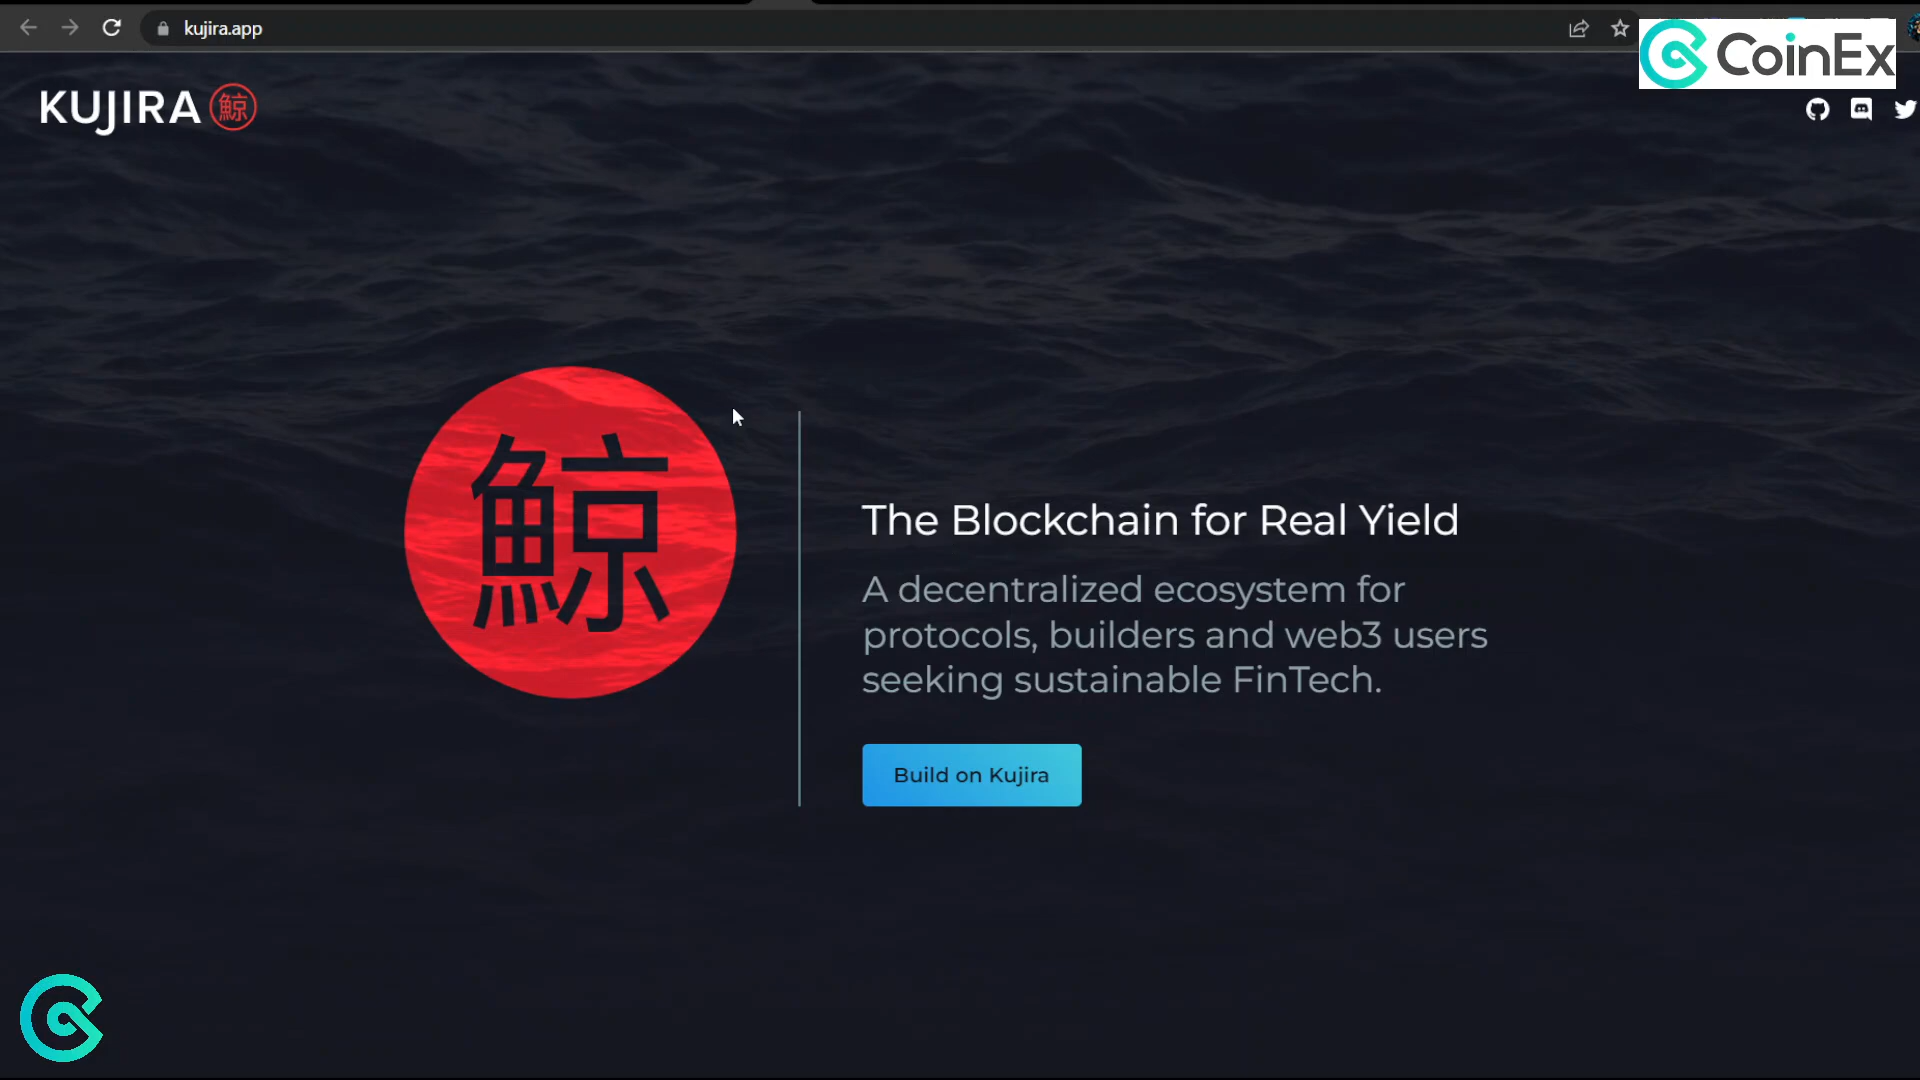 kujira.app
CoinEx
KUJIRA 鯨
鯨
The Blockchain for Real Yield
A decentralized ecosystem for
protocols, builders and web3 users
seeking sustainable FinTech.
Build on Kujira